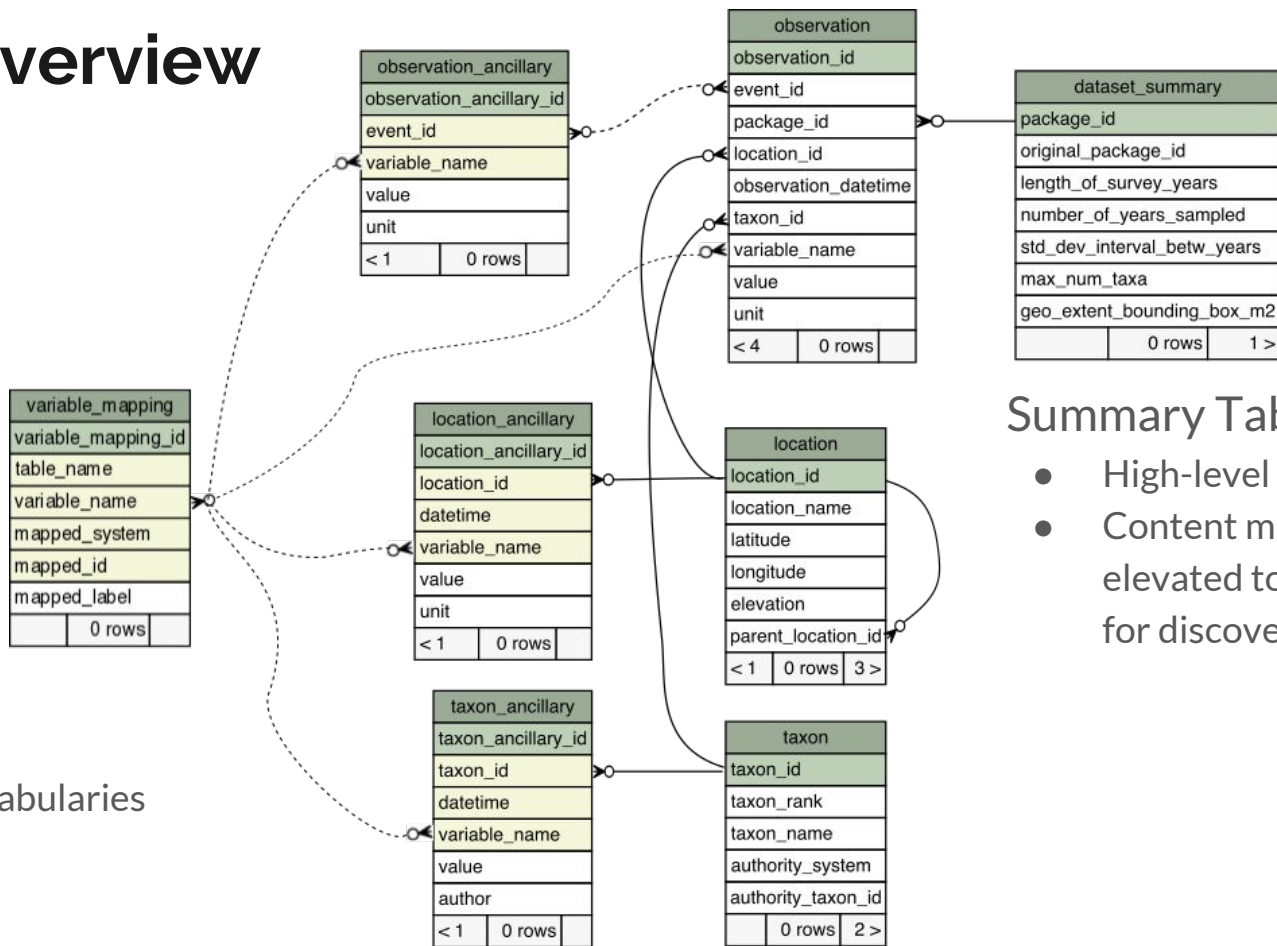 verview
observation_ancillary
observation_ancillary_id
event_id
variable_name
value
unit
< 1 0 rows
observation
observation_id
event_id
package_id
location_id
observation_datetime
taxon_id
variable_name
value
unit
< 4 0 rows
dataset_summary
package_id
original_package_id
length_of_survey_years
number_of_years_sampled
std_dev_interval_betw_years
max_num_taxa
geo_extent_bounding_box_m2
0 rows 1 >
variable_mapping
variable_mapping_id
table_name
variable_name
mapped_system
mapped_id
mapped_label
0 rows
location_ancillary
location_ancillary_id
location_id
datetime
variable_name
value
unit
< 1 0 rows
location
location_id
location_name
latitude
longitude
elevation
parent_location_id
< 1 0 rows 3 >
Summary Tab
● High-level
● Content m
elevated to
for discove
taxon_ancillary
taxon_ancillary_id
taxon_id
datetime
variable_name
value
author
< 1 0 rows
taxon
taxon_id
taxon_rank
taxon_name
authority_system
authority_taxon_id
0 rows 2 >
abularies